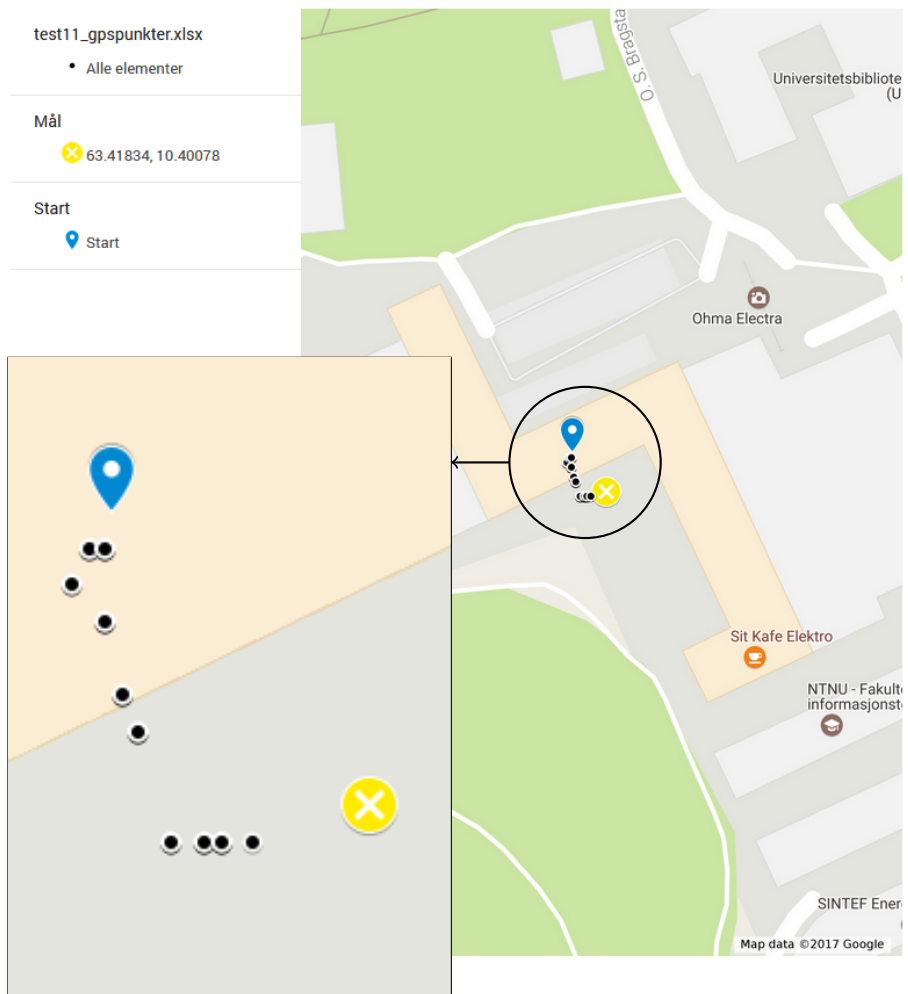 test11_gpspunkter.xlsx
Alle elementer
Mål
63.41834, 10.40078
Start
Start
O. S. Bragsta
Universitetsbibliote
(U
Ohma Electra
Sit Kafe Elektro
NTNU - Fakult
informasjonst
SINTEF Ener
(
Map data ©2017 Google